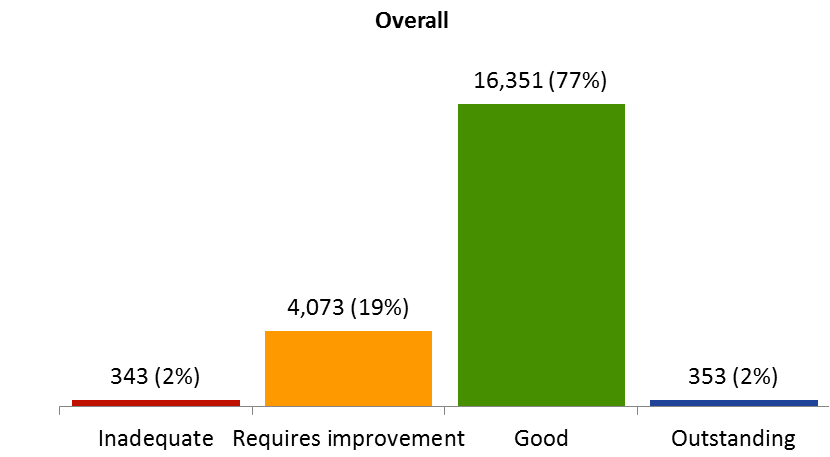 Overall
16,351 (77%)
4,073 (19%)
343 (2%)
353 (2%)
Inadequate
Requires improvement
Good
Outstanding